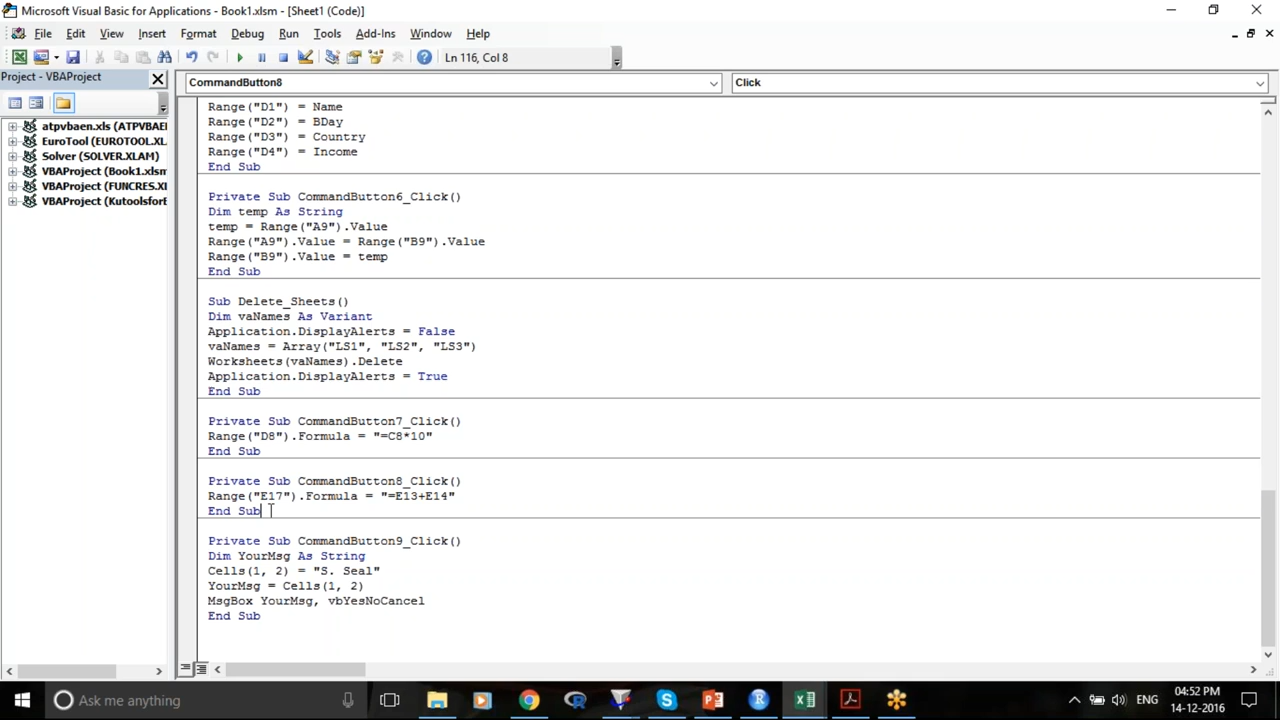 Microsoft Visual Basic for Applications - Book1.xlsm - [Sheet1 (Code)]
File Edit View Insert Format Debug Run Tools Add-Ins Window Help
Ln 116, Col 8
Project - VBAProject
CommandButton8 Click
atpvbaen.xls (ATPVBAE
EuroTool (EUROTOOL.XL
Solver (SOLVER.XLAM)
VBAProject (Book1.xlsm
VBAProject (FUNCRES.X
VBAProject (KutoolsforE
Range("D1") = Name
Range("D2") = BDay
Range("D3") = Country
Range("D4") = Income
End Sub
Private Sub CommandButton6_Click()
Dim temp As String
temp = Range("A9").Value
Range("A9").Value = Range("B9").Value
Range("B9").Value = temp
End Sub
Sub Delete_Sheets()
Dim vaNames As Variant
Application.DisplayAlerts = False
vaNames = Array("LS1", "LS2", "LS3")
Worksheets(vaNames).Delete
Application.DisplayAlerts = True
End Sub
Private Sub CommandButton7_Click()
Range("D8").Formula = "=C8*10"
End Sub
Private Sub CommandButton8_Click()
Range("E17").Formula = "=E13+E14"
End Sub
Private Sub CommandButton9_Click()
Dim YourMsg As String
Cells(1, 2) = "S. Seal"
YourMsg = Cells(1, 2)
MsgBox YourMsg, vbYesNoCancel
End Sub
Ask me anything
ENG
04:52 PM
14-12-2016